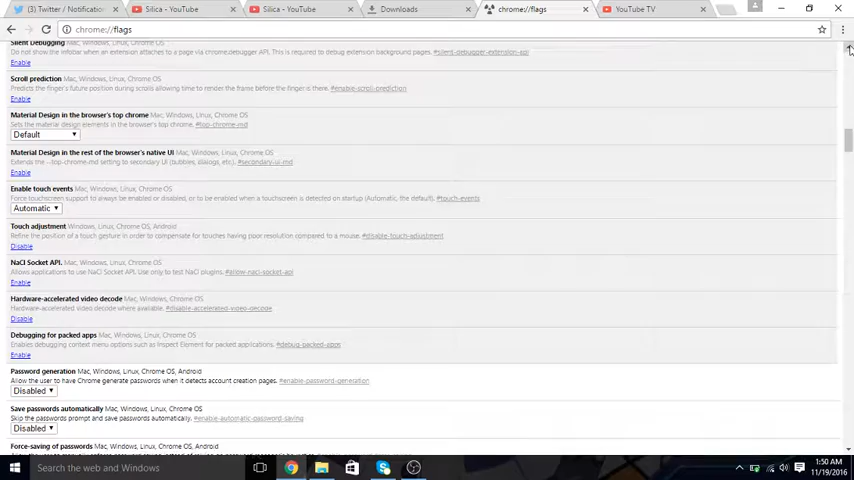 (3) Twitter / Notification
Silica - YouTube
Silica - YouTube
Downloads
chrome://flags
YouTube TV
chrome://flags
Silent Debugging Mac, Windows, Linux, Chrome OS
Do not show the infobar when an extension attaches to a page via chrome.debugger API. This is required to debug extension background pages. #silent-debugger-extension-api
Enable
Scroll prediction Mac, Windows, Linux, Chrome OS
Predicts the finger's future position during scrolls allowing time to render the frame before the finger is there. #enable-scroll-prediction
Enable
Material Design in the browser's top chrome Mac, Windows, Linux, Chrome OS
Sets the material design elements in the browser's top chrome. #top-chrome-md
Default
Material Design in the rest of the browser's native UI Mac, Windows, Linux, Chrome OS
Extends the --top-chrome-md setting to secondary UI (bubbles, dialogs, etc.). #secondary-ui-md
Enable
Enable touch events Mac, Windows, Linux, Chrome OS
Force touchscreen support to always be enabled or disabled, or to be enabled when a touchscreen is detected on startup (Automatic, the default). #touch-events
Automatic
Touch adjustment Windows, Linux, Chrome OS, Android
Refine the position of a touch gesture in order to compensate for touches having poor resolution compared to a mouse. #disable-touch-adjustment
Disable
NaCl Socket API. Mac, Windows, Linux, Chrome OS
Allows applications to use NaCl Socket API. Use only to test NaCl plugins. #allow-nacl-socket-api
Enable
Hardware-accelerated video decode Mac, Windows, Linux, Chrome OS
Hardware-accelerated video decode where available. #disable-accelerated-video-decode
Disable
Debugging for packed apps Mac, Windows, Linux, Chrome OS
Enables debugging context menu options such as Inspect Element for packed applications. #debug-packed-apps
Enable
Password generation Mac, Windows, Linux, Chrome OS, Android
Allow the user to have Chrome generate passwords when it detects account creation pages. #enable-password-generation
Disabled
Save passwords automatically Mac, Windows, Linux, Chrome OS
Skip the passwords prompt and save passwords automatically. #enable-automatic-password-saving
Disabled
Force-saving of passwords Mac, Windows, Linux, Chrome OS, Android
Search the web and Windows
1:50 AM
11/19/2016